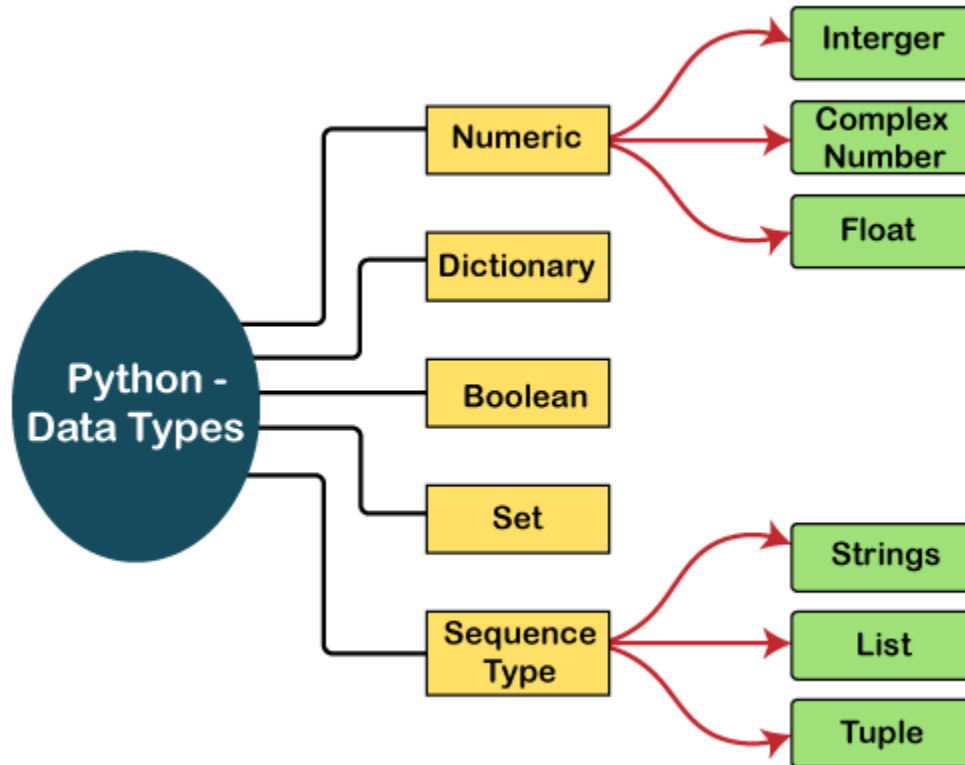 Python -
Data Types
Numeric
Dictionary
Boolean
Set
Sequence
Type
Interger
Complex
Number
Float
Strings
List
Tuple